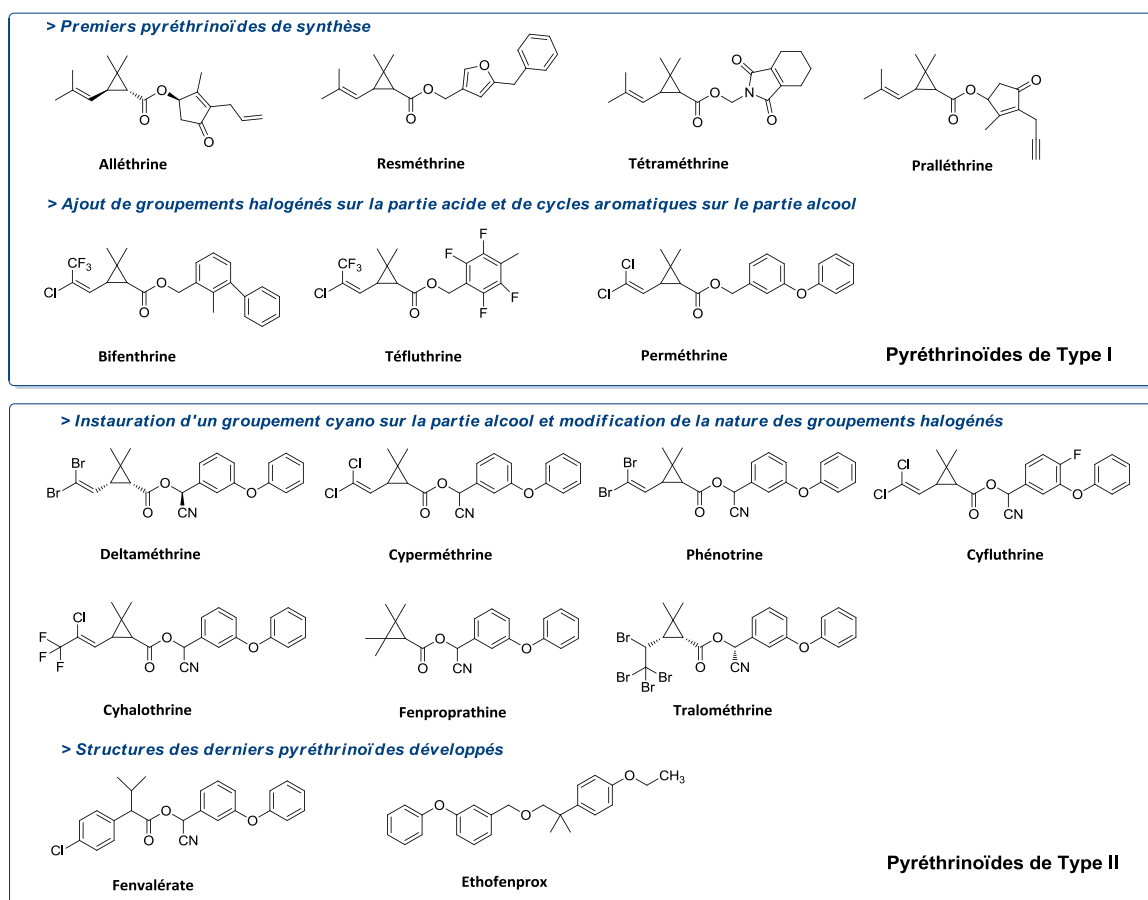 > Premiers pyréthrinoïdes de synthèse
O
O
O
O
O
O
O
O
N
O
O
O
O
O
O
Alléthrine
Resméthrine
Tétraméthrine
Pralléthrine
> Ajout de groupements halogénés sur la partie acide et de cycles aromatiques sur le partie alcool
CF3
Cl
O
O
CF3
Cl
O
O
F
F
F
F
Cl
Cl
O
O
O
Bifenthrine
Téfluthrine
Perméthrine
Pyréthrinoïdes de Type I
> Instauration d'un groupement cyano sur la partie alcool et modification de la nature des groupements halogénés
Br
Br
O
O
CN
O
Cl
Cl
O
O
CN
O
Br
Br
O
O
CN
O
Cl
Cl
O
O
CN
F
O
Deltaméthrine
Cyperméthrine
Phénotrine
Cyfluthrine
Cl
F
F
F
O
O
CN
O
O
O
CN
O
Br
Br
Br
Br
O
O
CN
O
Cyhalothrine
Fenproprathine
Tralométhrine
> Structures des derniers pyréthrinoïdes développés
Cl
O
O
CN
O
O
O
O
CH3
Fenvalérate
Ethofenprox
Pyréthrinoïdes de Type II